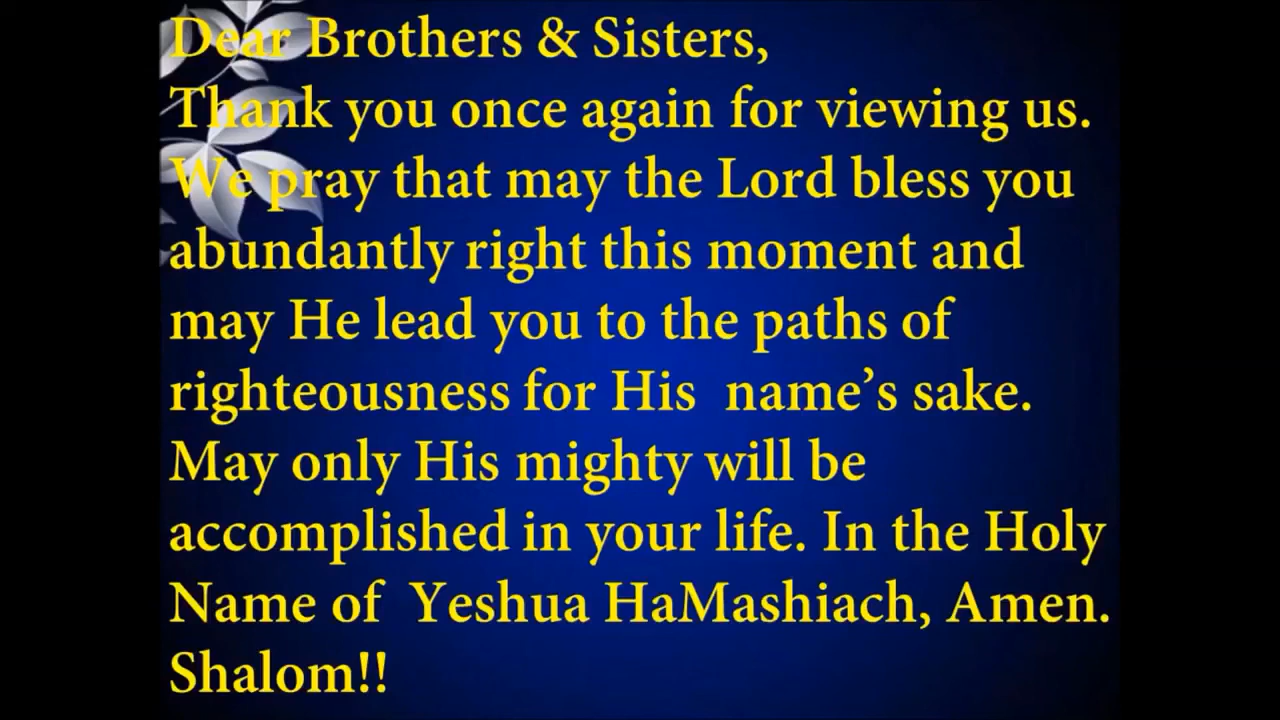 Dear Brothers & Sisters,
Thank you once again for viewing us.
We pray that may the Lord bless you
abundantly right this moment and
may He lead you to the paths of
righteousness for His  name’s sake.
May only His mighty will be
accomplished in your life. In the Holy
Name of  Yeshua HaMashiach, Amen.
Shalom!!